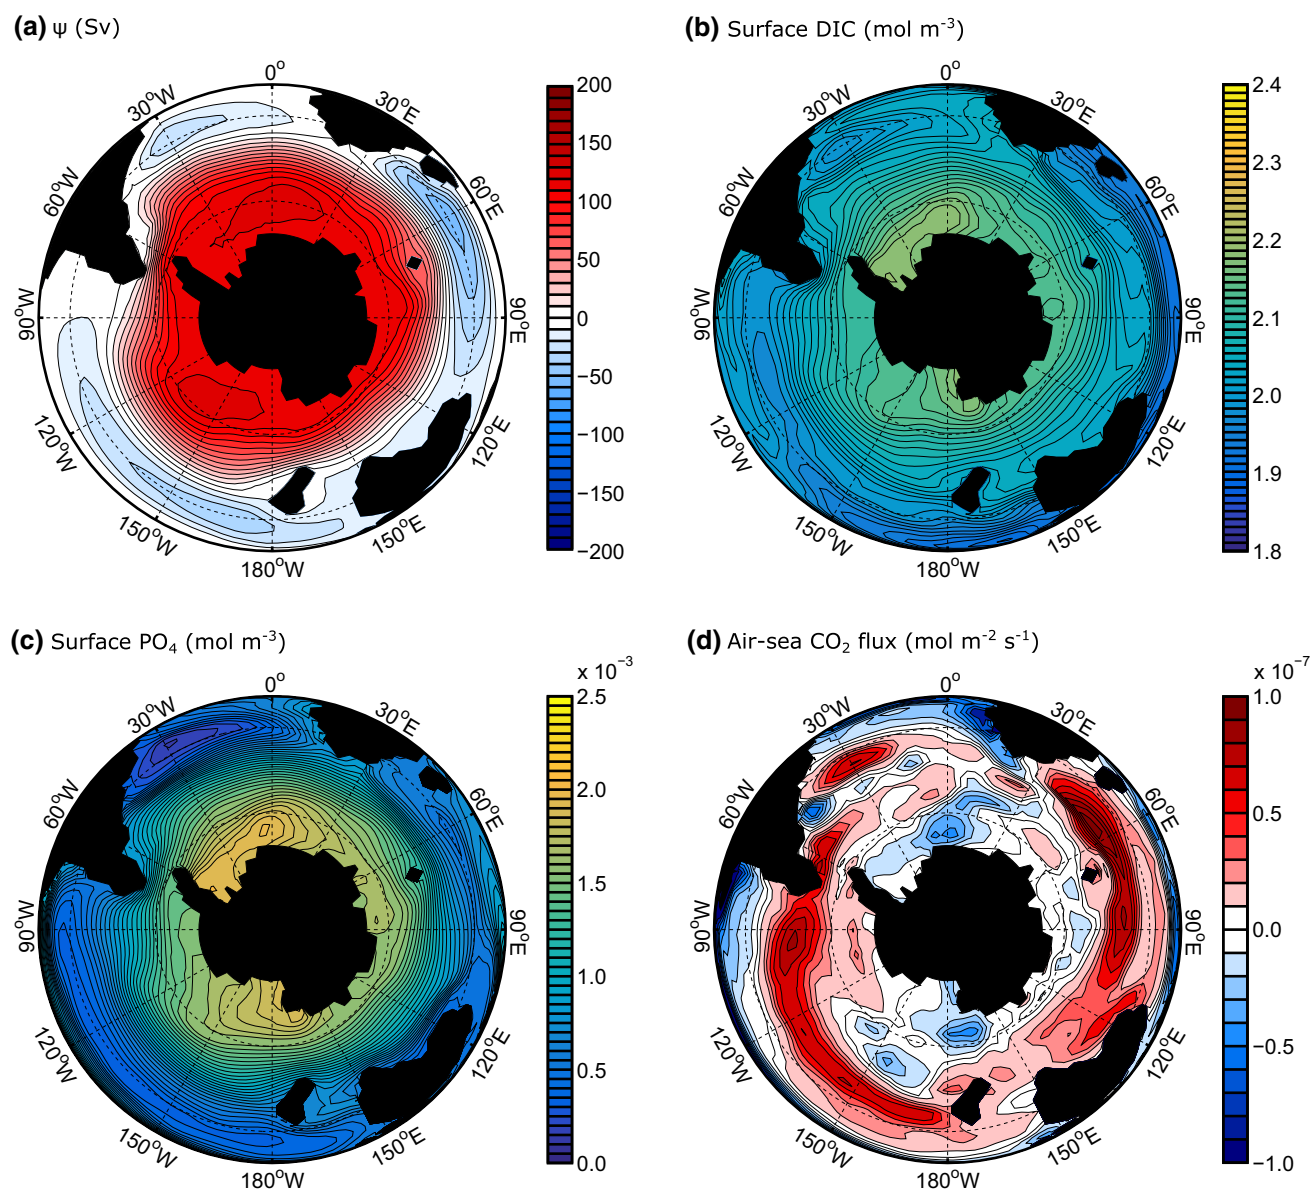 (a) ψ (Sv)
0°
30°E
60°E
90°E
120°E
150°E
180°W
150°W
120°W
90°W
60°W
30°W
200
150
100
50
0
−50
−100
−150
−200
(b) Surface DIC (mol m⁻³)
0°
30°E
60°E
90°E
120°E
150°E
180°W
150°W
120°W
90°W
60°W
30°W
2.4
2.3
2.2
2.1
2.0
1.9
1.8
(c) Surface PO₄ (mol m⁻³)
0°
30°E
60°E
90°E
120°E
150°E
180°W
150°W
120°W
90°W
60°W
30°W
x 10⁻³
2.5
2.0
1.5
1.0
0.5
0.0
(d) Air-sea CO₂ flux (mol m⁻² s⁻¹)
0°
30°E
60°E
90°E
120°E
150°E
180°W
150°W
120°W
90°W
60°W
30°W
x 10⁻⁷
1.0
0.5
0.0
−0.5
−1.0